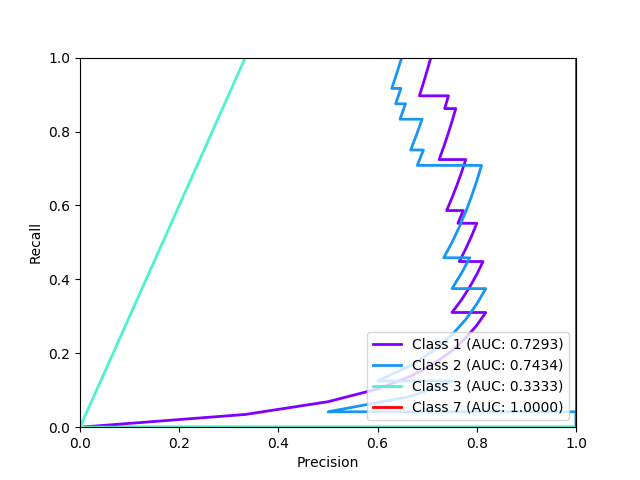 1.0
0.8
0.6
0.4
0.2
0.0
Recall
Class 1 (AUC: 0.7293)
Class 2 (AUC: 0.7434)
Class 3 (AUC: 0.3333)
Class 7 (AUC: 1.0000)
0.0 0.2 0.4 0.6 0.8 1.0
Precision